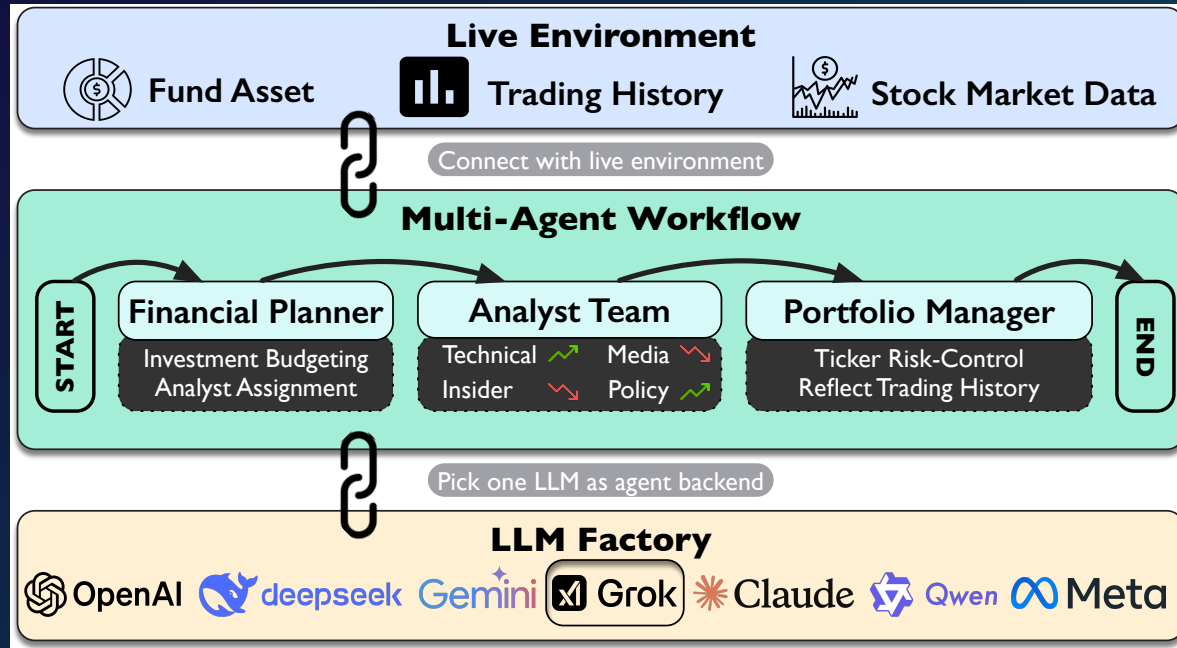 Live Environment
Fund Asset
Trading History
Stock Market Data
Connect with live environment
Multi-Agent Workflow
START
Financial Planner
Investment Budgeting
Analyst Assignment
Analyst Team
Technical
Media
Insider
Policy
Portfolio Manager
Ticker Risk-Control
Reflect Trading History
END
Pick one LLM as agent backend
LLM Factory
OpenAI
deepseek
Gemini
Grok
Claude
Qwen
Meta